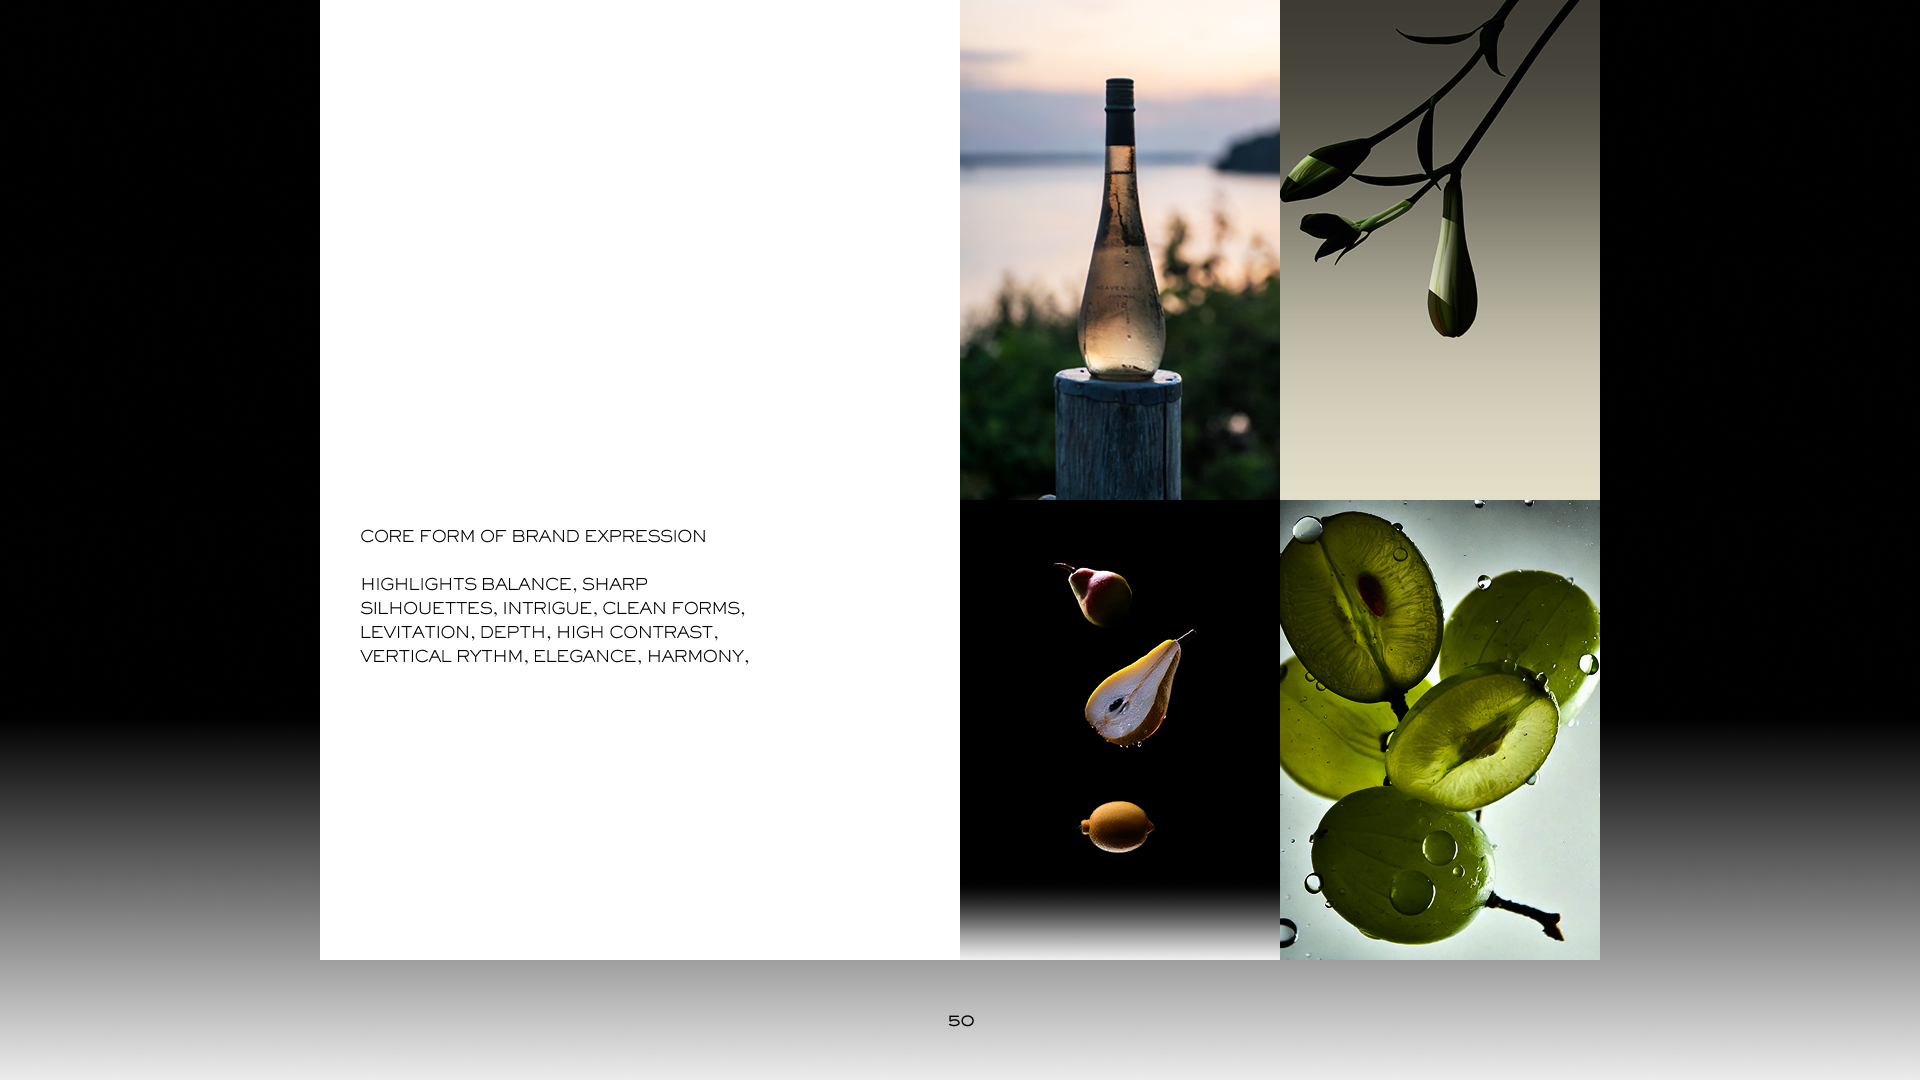 CORE FORM OF BRAND EXPRESSION
HIGHLIGHTS BALANCE, SHARP
SILHOUETTES, INTRIGUE, CLEAN FORMS,
LEVITATION, DEPTH, HIGH CONTRAST,
VERTICAL RYTHM, ELEGANCE, HARMONY,
50